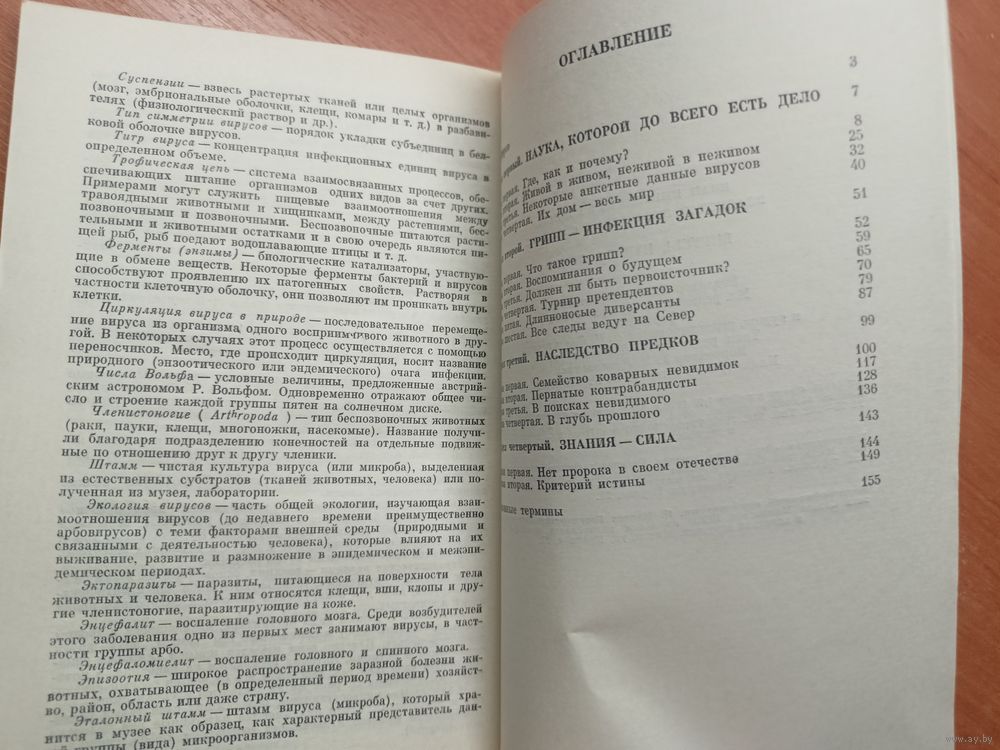 Суспензии — взвесь растертых тканей или целых организмов
(мозг, эмбриональные оболочки, клещи, комары и т. д.) в разбави-
телях (физиологический раствор и др.).
Тип симметрии вирусов — порядок укладки субъединиц в бел-
ковой оболочке вирусов.
Титр вируса — концентрация инфекционных единиц вируса в
определенном объеме.
Трофическая цепь — система взаимосвязанных процессов, обе-
спечивающих питание организмов одних видов за счет других.
Примерами могут служить пищевые взаимоотношения между
травоядными животными и хищниками, между растениями, бес-
позвоночными и позвоночными. Беспозвоночные питаются расти-
тельными и животными остатками и в свою очередь являются пи-
щей рыб, рыб поедают водоплавающие птицы и т. д.
Ферменты (энзимы) — биологические катализаторы, участвую-
щие в обмене веществ. Некоторые ферменты бактерий и вирусов
способствуют проявлению их патогенных свойств. Растворяя в
частности клеточную оболочку, они позволяют им проникать внутрь
клетки.
Циркуляция вируса в природе — последовательное перемеще-
ние вируса из организма одного восприимчивого животного в дру-
гой. В некоторых случаях этот процесс осуществляется с помощью
переносчиков. Место, где происходит циркуляция, носит название
природного (энзоотического или эндемического) очага инфекции.
Числа Вольфа — условные величины, предложенные австрий-
ским астрономом Р. Вольфом. Одновременно отражают общее чи-
сло и строение каждой группы пятен на солнечном диске.
Членистоногие (Arthropoda) — тип беспозвоночных животных
(раки, пауки, клещи, многоножки, насекомые). Название получи-
ли благодаря подразделению конечностей на отдельные подвиж-
ные по отношению друг к другу членики.
Штамм — чистая культура вируса (или микроба), выделенная
из естественных субстратов (тканей животных, человека) или по-
лученная из музея, лаборатории.
Экология вирусов — часть общей экологии, изучающая взаи-
моотношения вирусов (до недавнего времени преимущественно
арбовирусов) с теми факторами внешней среды (природными и
связанными с деятельностью человека), которые влияют на их
выживание, развитие и размножение в эпидемическом и межэпи-
демическом периодах.
Эктопаразиты — паразиты, питающиеся на поверхности тела
животных и человека. К ним относятся клещи, вши, клопы и дру-
гие членистоногие, паразитирующие на коже.
Энцефалит — воспаление головного мозга. Среди возбудителей
этого заболевания одно из первых мест занимают вирусы, в част-
ности группы арбо.
Энцефаломиелит — воспаление головного и спинного мозга.
Эпизоотия — широкое распространение заразной болезни жи-
вотных, охватывающее (в определенный период времени) хозяйст-
во, район, область или даже страну.
Эталонный штамм — штамм вируса (микроба), который хра-
нится в музее как образец, как характерный представитель дан-
группы (вида) микроорганизмов.
ОГЛАВЛЕНИЕ
3
НАУКА, КОТОРОЙ ДО ВСЕГО ЕСТЬ ДЕЛО 7
Где, как и почему? 8
Живой в живом, неживой в неживом 25
Некоторые анкетные данные вирусов 32
четвертая. Их дом — весь мир 40
второй. ГРИПП — ИНФЕКЦИЯ ЗАГАДОК 51
первая. Что такое грипп? 52
вторая. Воспоминания о будущем 59
третья. Должен ли быть первоисточник? 65
четвертая. Турнир претендентов 70
пятая. Длинноносые диверсанты 79
шестая. Все следы ведут на Север 87
третий. НАСЛЕДСТВО ПРЕДКОВ 99
первая. Семейство коварных невидимок 100
вторая. Пернатые контрабандисты 117
третья. В поисках невидимого 128
четвертая. В глубь прошлого 136
четвертый. ЗНАНИЯ — СИЛА 143
первая. Нет пророка в своем отечестве 144
вторая. Критерий истины 149
термины 155
www.ay.by